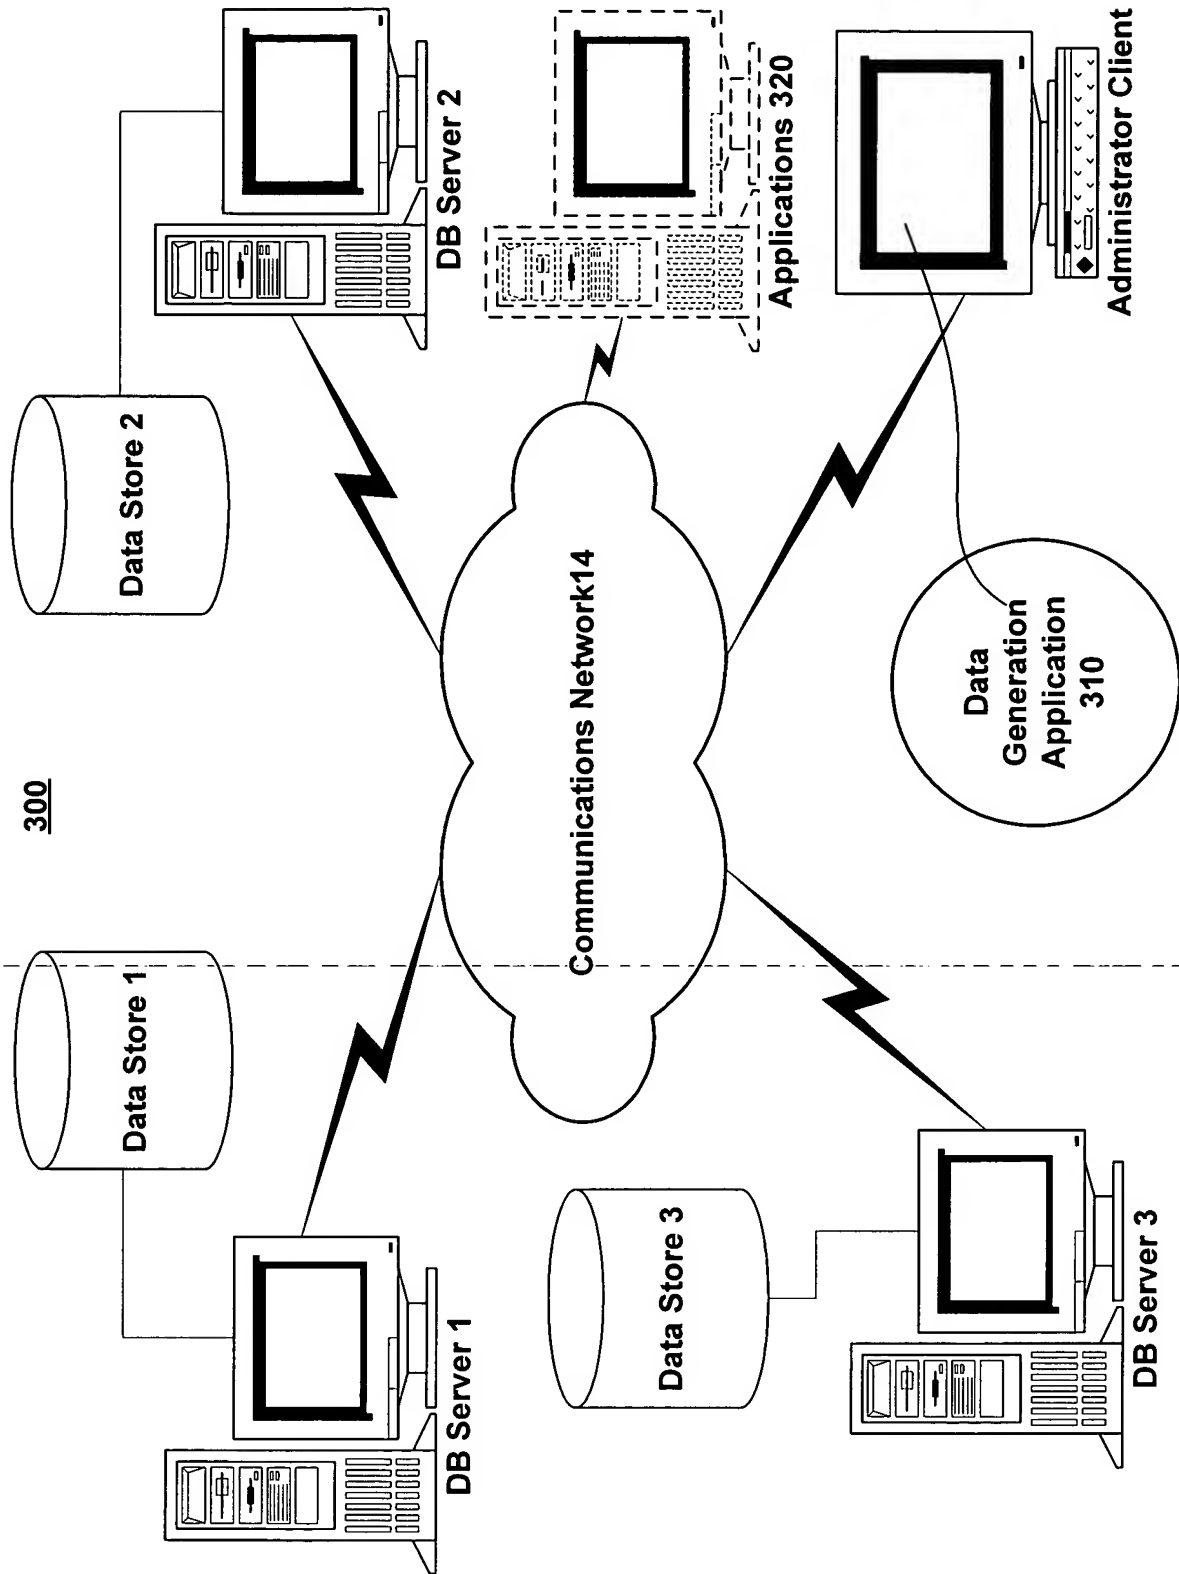 300
Data Store 1
Data Store 2
DB Server 1
DB Server 2
Communications Network14
Data Store 3
Applications 320
DB Server 3
Data
Generation
Application
310
Administrator Client